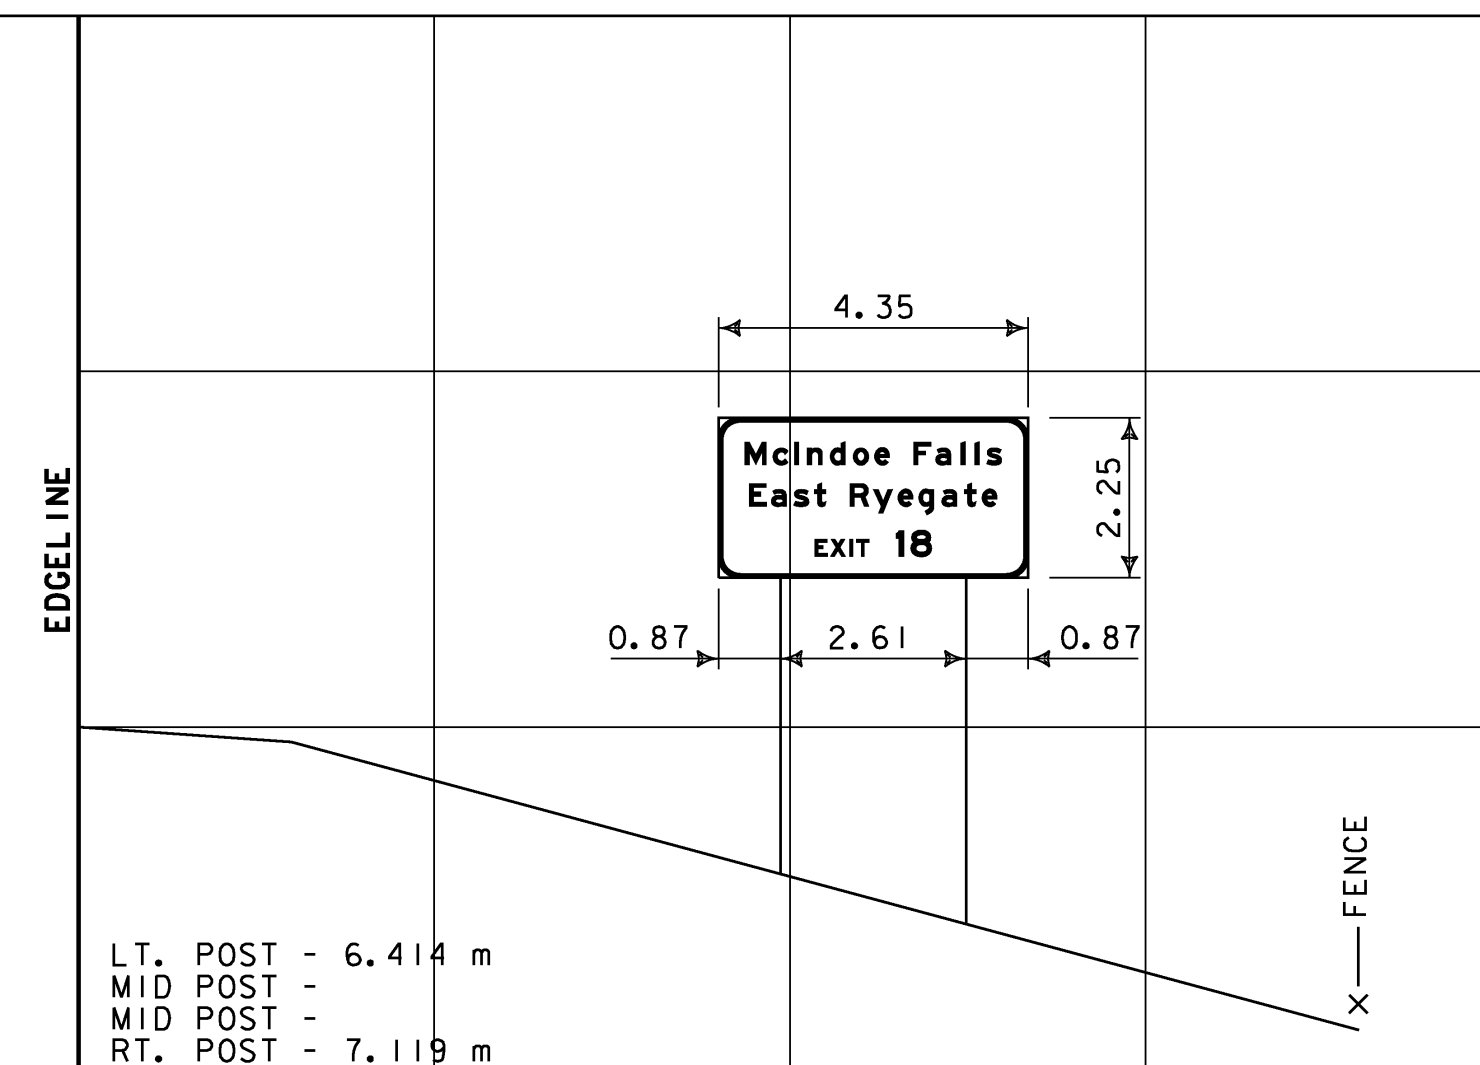 4.35
McIndoe Falls
East Ryegate
EXIT 18
2.25
EDGELINE
0.87 2.61 0.87
FENCE
X
LT. POST - 6.414 m
MID POST -
MID POST -
RT. POST - 7.119 m